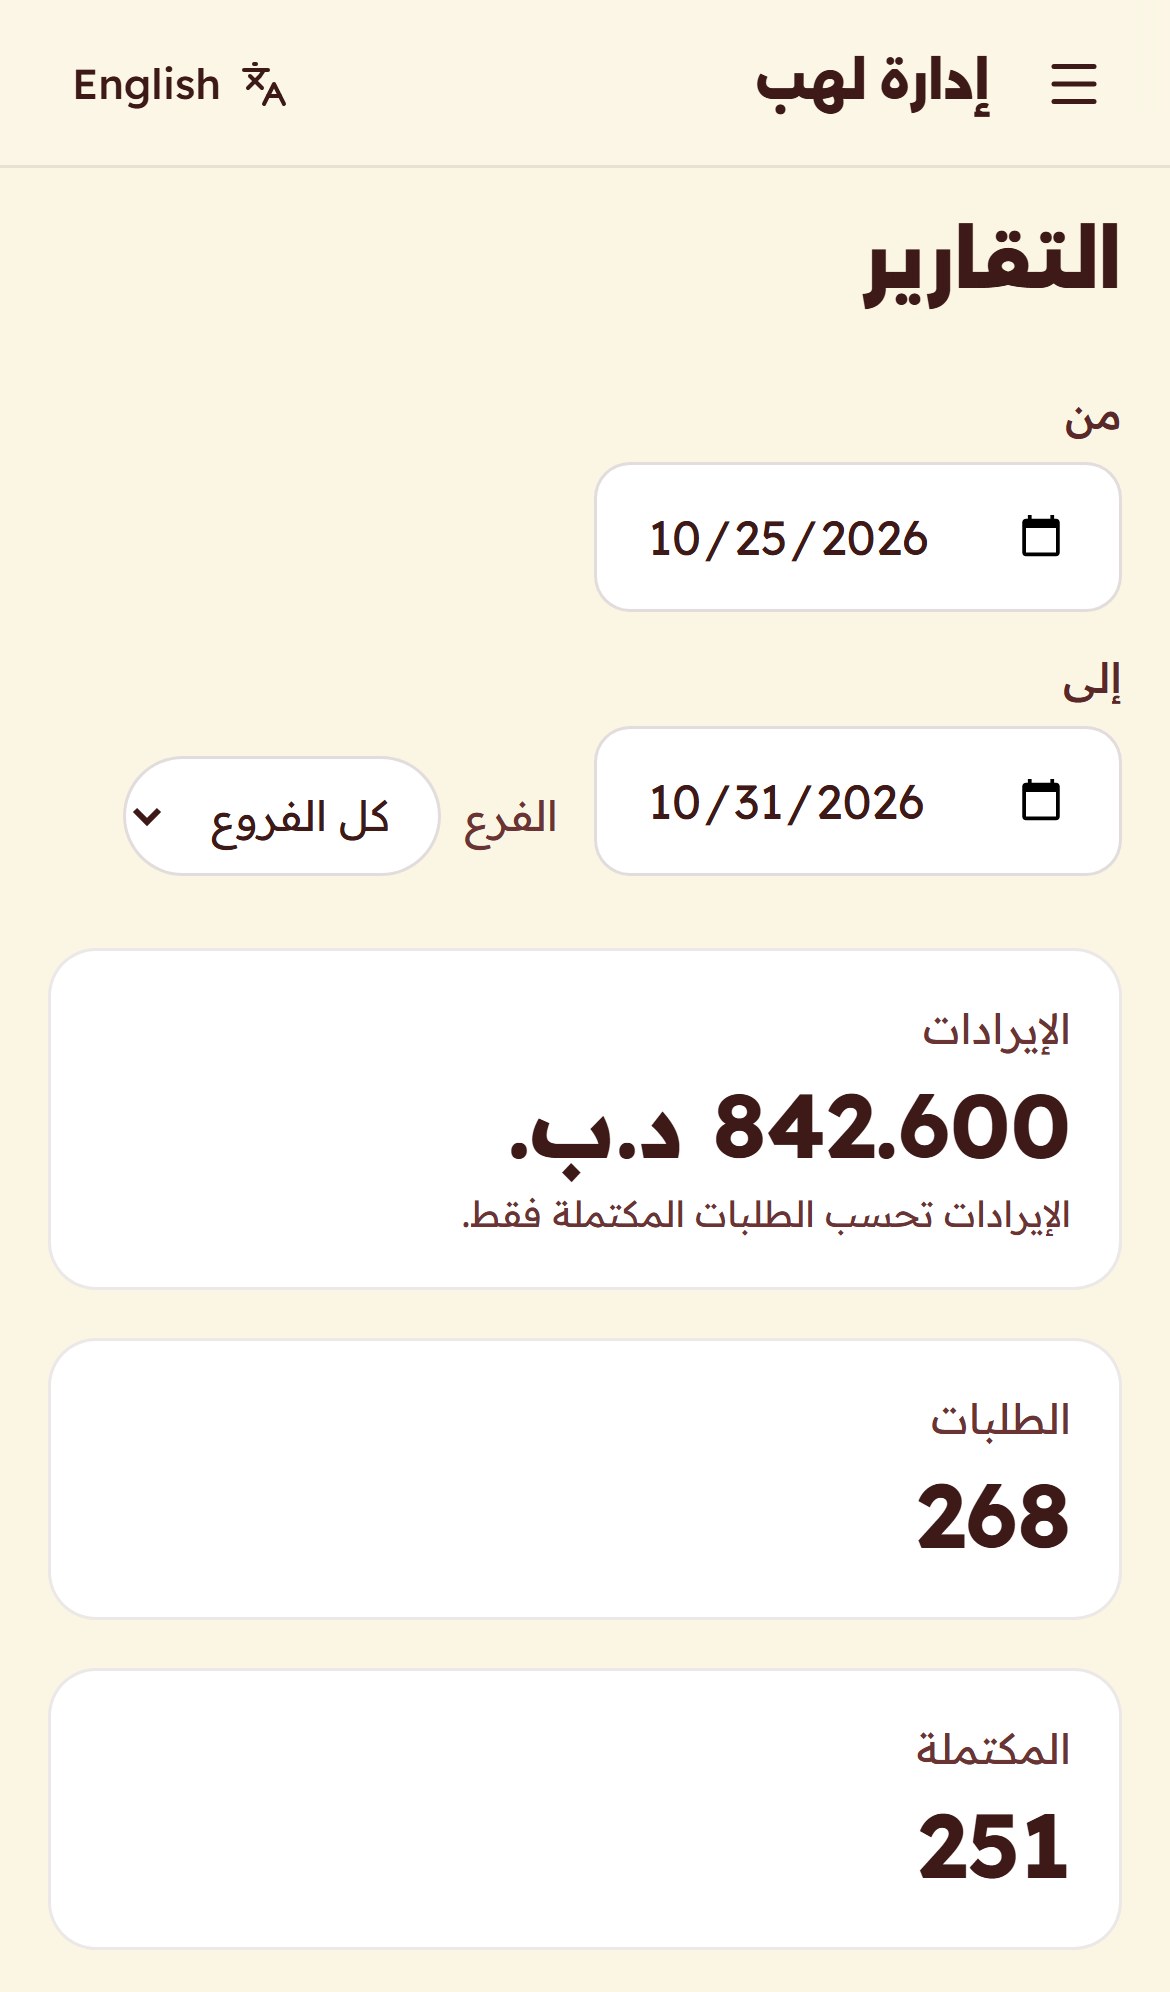 إدارة لهب
English
التقارير
من
10/25/2026
إلى
10/31/2026
الفرع
كل الفروع
الإيرادات
842.600 د.ب.
الإيرادات تحسب الطلبات المكتملة فقط.
الطلبات
268
المكتملة
251